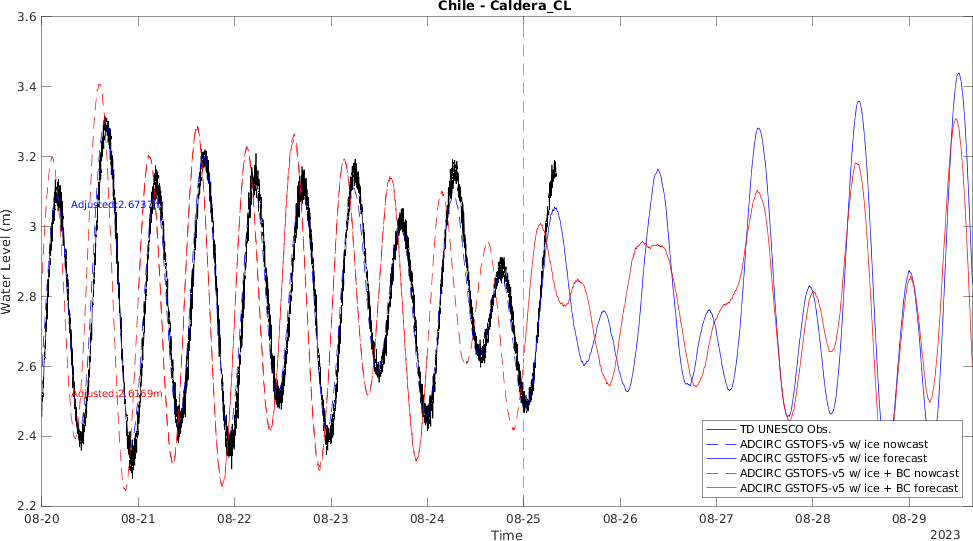 Chile - Caldera_CL
3.6
3.4
3.2
3
2.8
2.6
2.4
2.2
Water Level (m)
Adjusted:2.6737m
Adjusted:2.6169m
TD UNESCO Obs.
ADCIRC GSTOFS-v5 w/ ice nowcast
ADCIRC GSTOFS-v5 w/ ice forecast
ADCIRC GSTOFS-v5 w/ ice + BC nowcast
ADCIRC GSTOFS-v5 w/ ice + BC forecast
08-20 08-21 08-22 08-23 08-24 08-25 08-26 08-27 08-28 08-29
Time
2023